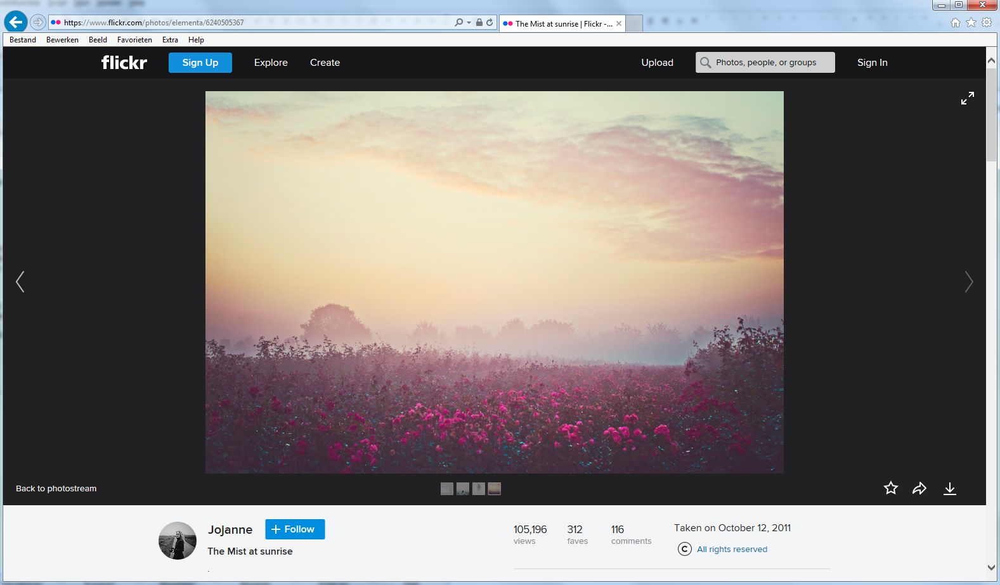 https://www.flickr.com/photos/elementa/6240505367
The Mist at sunrise | Flickr -...
Bestand Bewerken Beeld Favorieten Extra Help
flickr Sign Up Explore Create Upload Photos, people, or groups Sign In
Back to photostream
Jojanne + Follow
The Mist at sunrise
.
105,196 312 116 Taken on October 12, 2011
views faves comments
© All rights reserved